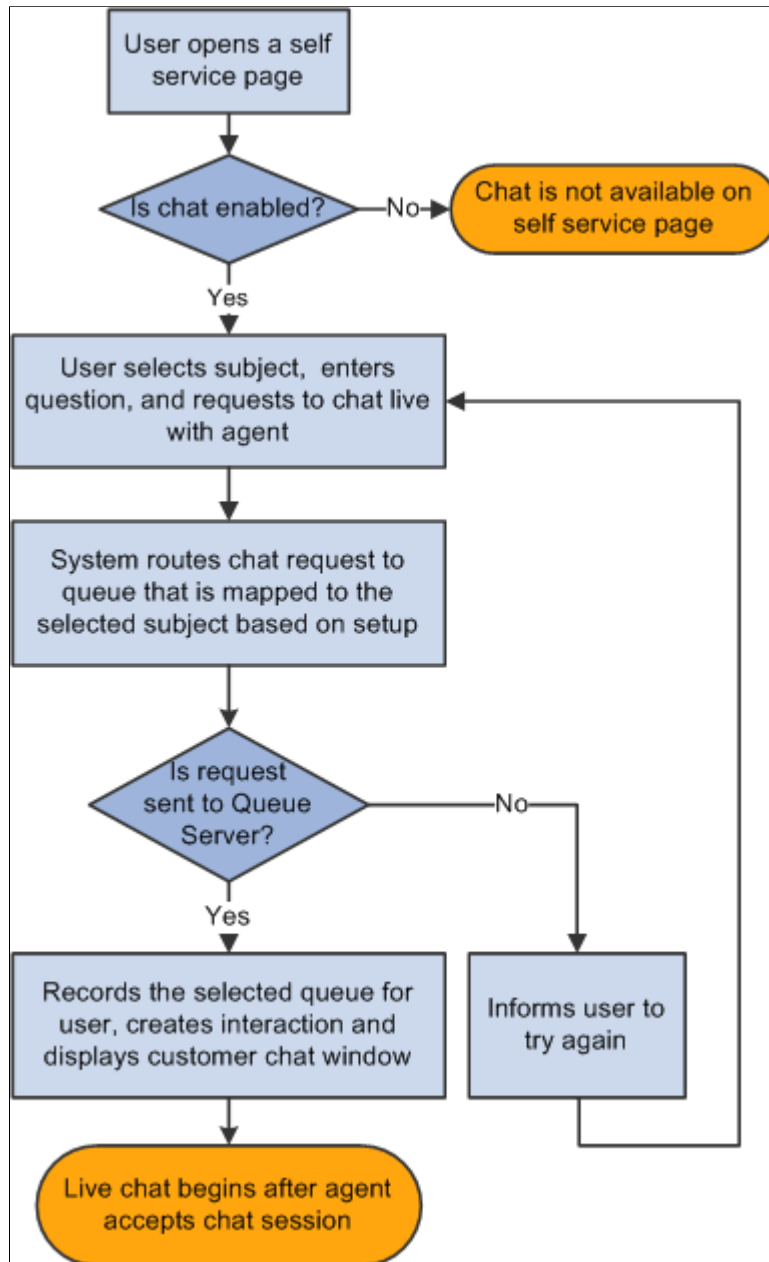 User opens a self
service page
Is chat enabled?
No
Chat is not available on
self service page
Yes
User selects subject, enters
question, and requests to chat live
with agent
System routes chat request to
queue that is mapped to the
selected subject based on setup
Is request
sent to Queue
Server?
No
Yes
Records the selected queue for
user, creates interaction and
displays customer chat window
Informs user to
try again
Live chat begins after agent
accepts chat session